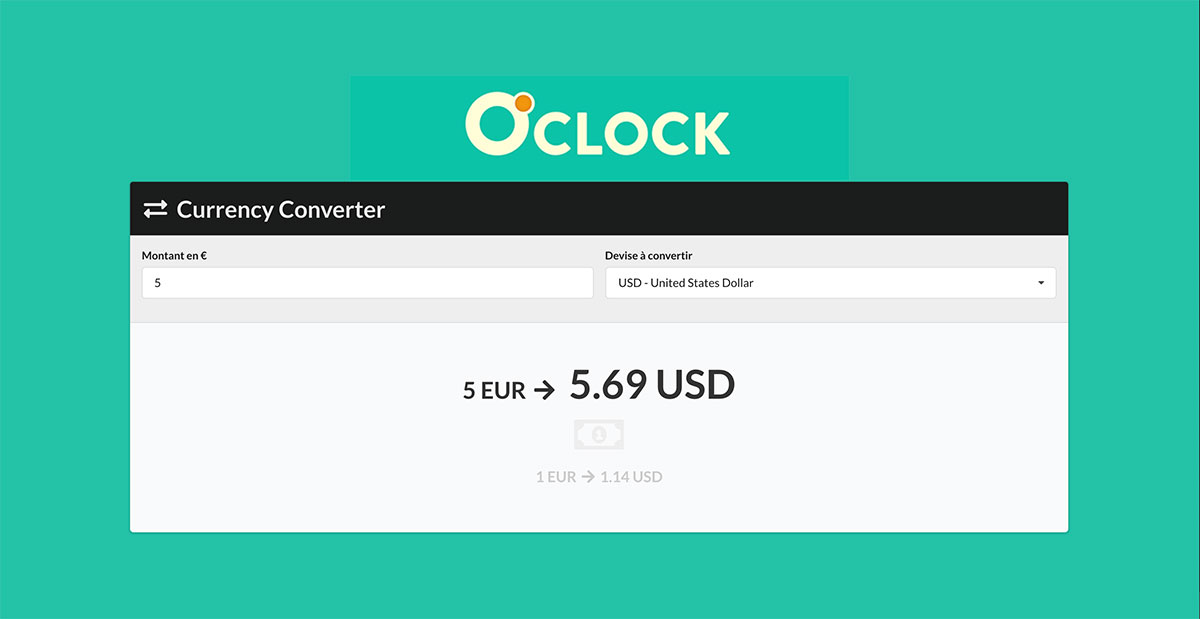 O'CLOCK
Currency Converter
Montant en € Devise à convertir
5 USD - United States Dollar
5 EUR → 5.69 USD
1
1 EUR → 1.14 USD